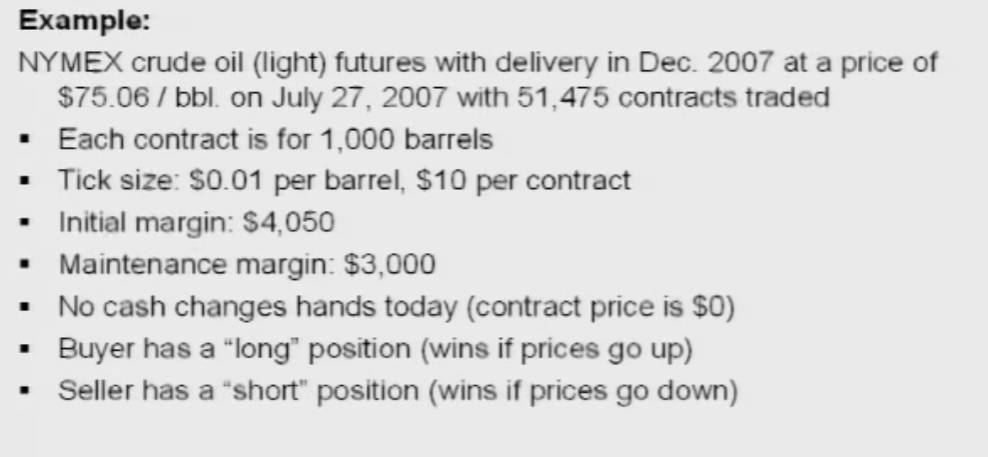 Example:
NYMEX crude oil (light) futures with delivery in Dec. 2007 at a price of
$75.06 / bbl. on July 27, 2007 with 51,475 contracts traded
▪ Each contract is for 1,000 barrels
▪ Tick size: $0.01 per barrel, $10 per contract
▪ Initial margin: $4,050
▪ Maintenance margin: $3,000
▪ No cash changes hands today (contract price is $0)
▪ Buyer has a “long” position (wins if prices go up)
▪ Seller has a “short” position (wins if prices go down)